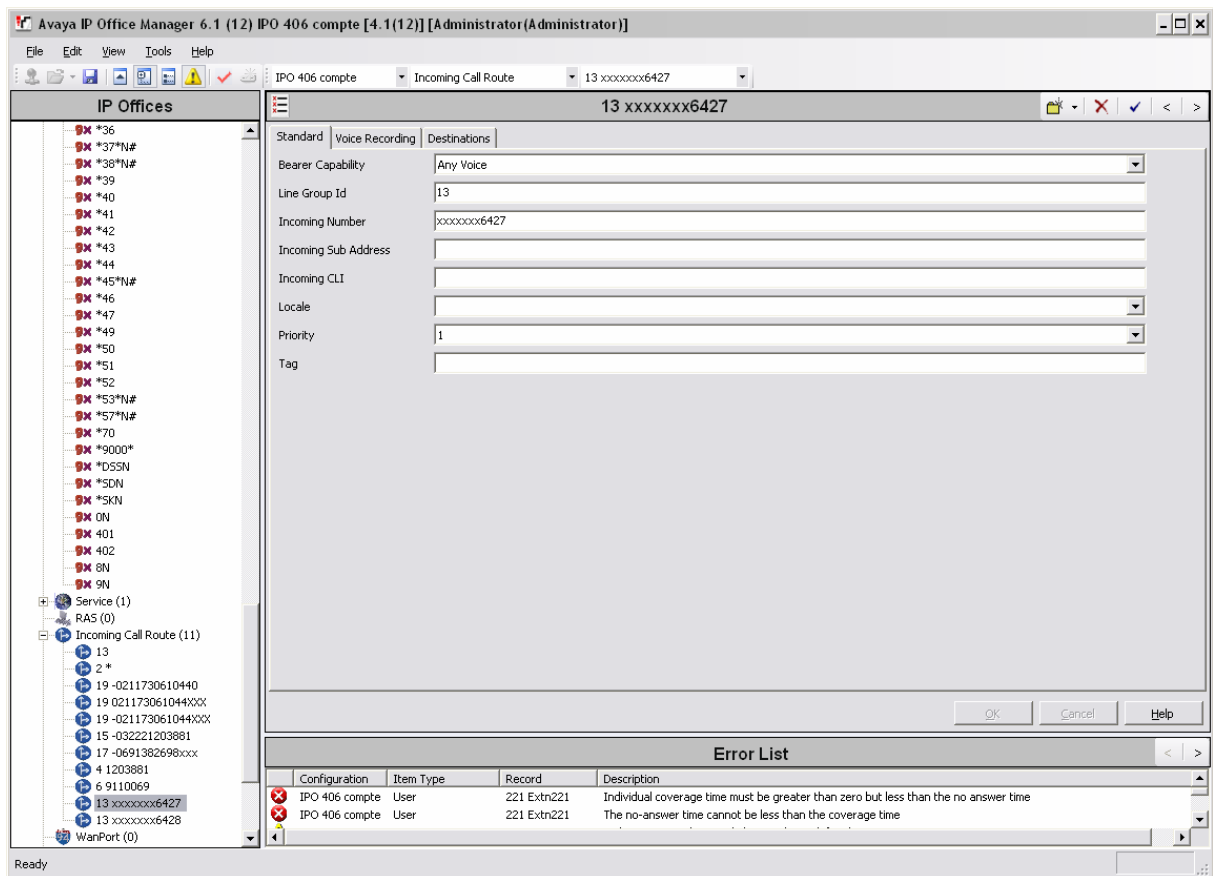 Avaya IP Office Manager 6.1 (12) IPO 406 compte [4.1(12)] [Administrator(Administrator)]
File Edit View Tools Help
IPO 406 compte Incoming Call Route 13 xxxxxxx6427
IP Offices
*36
*37*N#
*38*N#
*39
*40
*41
*42
*43
*44
*45*N#
*46
*47
*49
*50
*51
*52
*53*N#
*57*N#
*70
*9000*
*DSSN
*SDN
*SKN
0N
401
402
8N
9N
Service (1)
RAS (0)
Incoming Call Route (11)
13
2 *
19 -0211730610440
19 021173061044XXX
19 -021173061044XXX
15 -032221203881
17 -0691382698xxx
4 1203881
6 9110069
13 xxxxxxx6427
13 xxxxxxx6428
WanPort (0)
13 xxxxxxx6427
Standard Voice Recording Destinations
Bearer Capability Any Voice
Line Group Id 13
Incoming Number xxxxxxx6427
Incoming Sub Address
Incoming CLI
Locale
Priority 1
Tag
OK Cancel Help
Error List
Configuration Item Type Record Description
IPO 406 compte User 221 Extn221 Individual coverage time must be greater than zero but less than the no answer time
IPO 406 compte User 221 Extn221 The no-answer time cannot be less than the coverage time
Ready